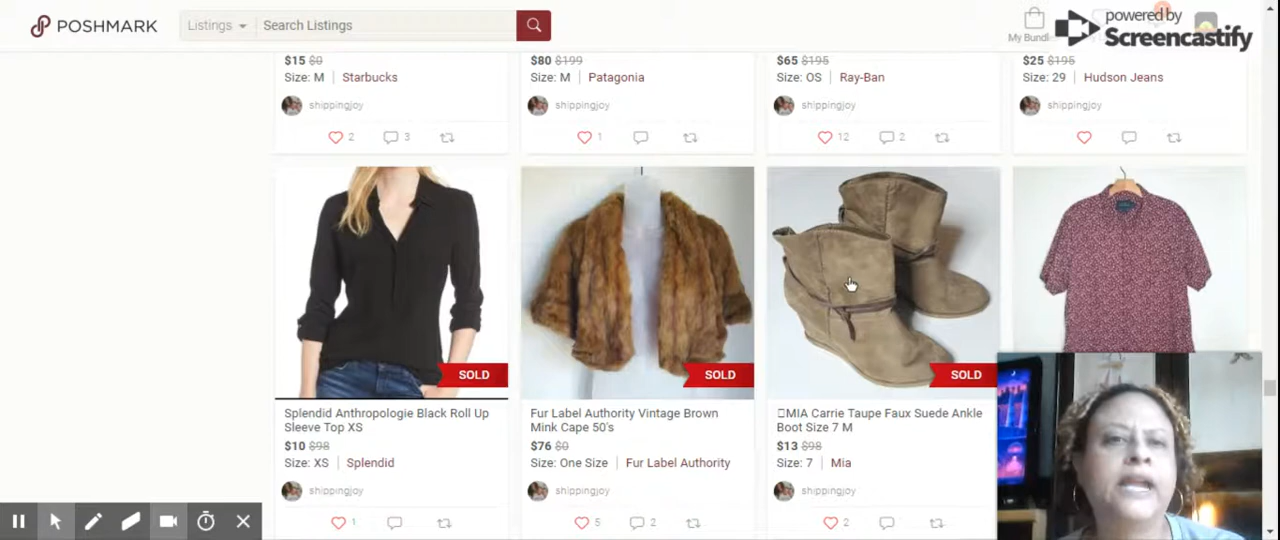 POSHMARK
Listings
Search Listings
My Bundl
powered by
Screencastify
$15 $0
Size: M | Starbucks
shippingjoy
2 3
$80 $199
Size: M | Patagonia
shippingjoy
1
$65 $195
Size: OS | Ray-Ban
shippingjoy
12 2
$25 $195
Size: 29 | Hudson Jeans
shippingjoy
SOLD
SOLD
SOLD
Splendid Anthropologie Black Roll Up
Sleeve Top XS
$10 $98
Size: XS | Splendid
shippingjoy
1
Fur Label Authority Vintage Brown
Mink Cape 50's
$76 $0
Size: One Size | Fur Label Authority
shippingjoy
5 2
MIA Carrie Taupe Faux Suede Ankle
Boot Size 7 M
$13 $98
Size: 7 | Mia
shippingjoy
2